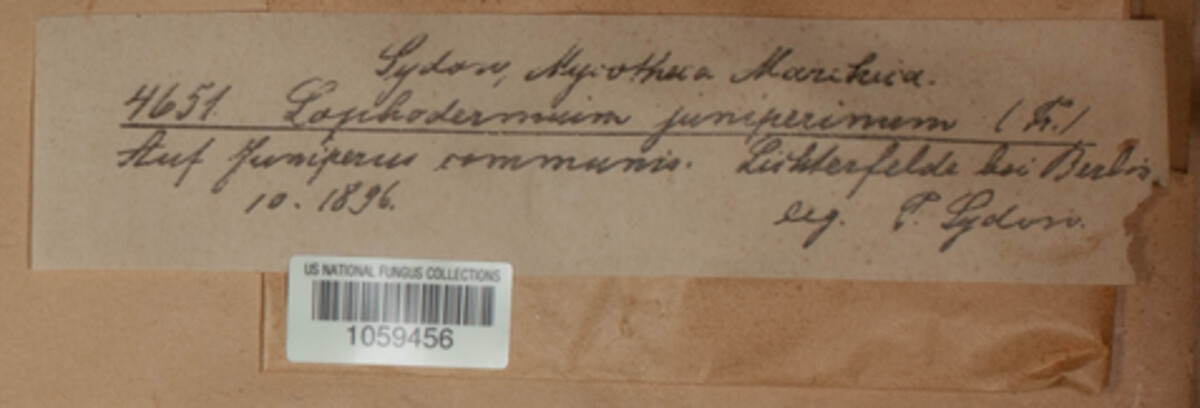 Sydow, Mycotheca Marchica.
4651. Lophodermium juniperinum (Fr.)
Auf Juniperus communis. Lichterfelde bei Berlin
10. 1896.
leg. P. Sydow.
US NATIONAL FUNGUS COLLECTIONS
1059456